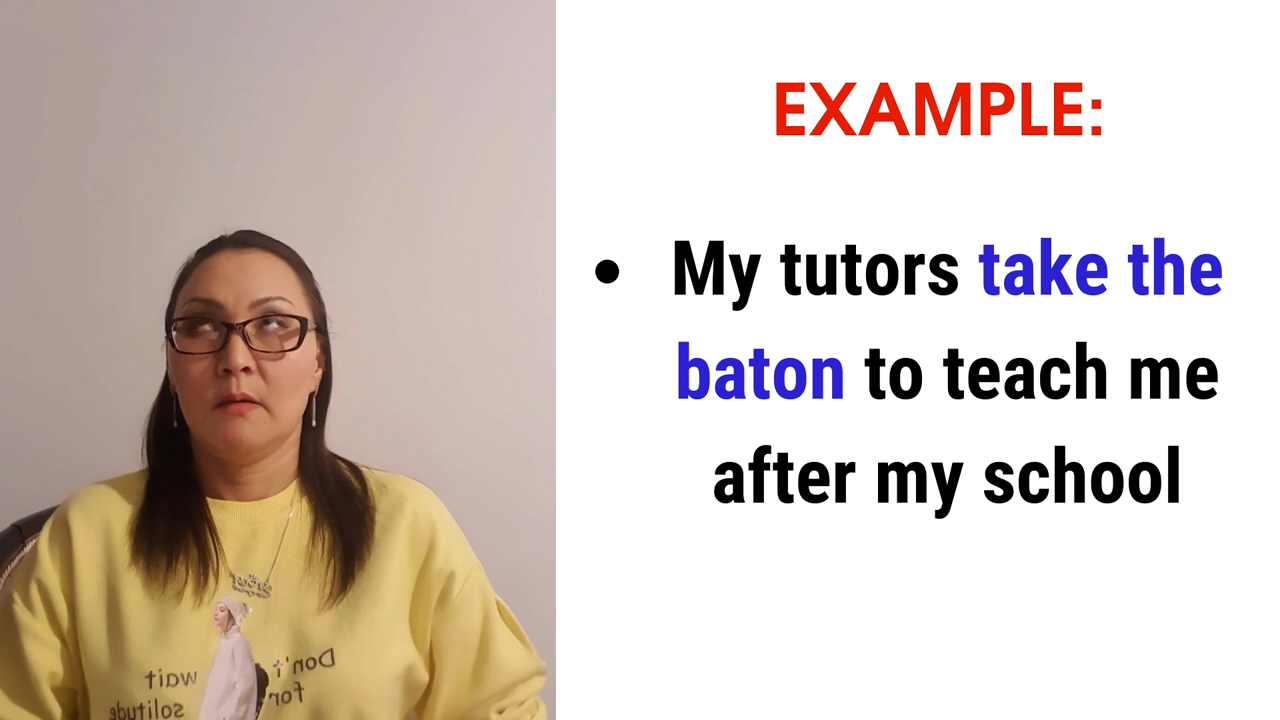 EXAMPLE:
• My tutors take the
baton to teach me
after my school
Don't wait
for solitude